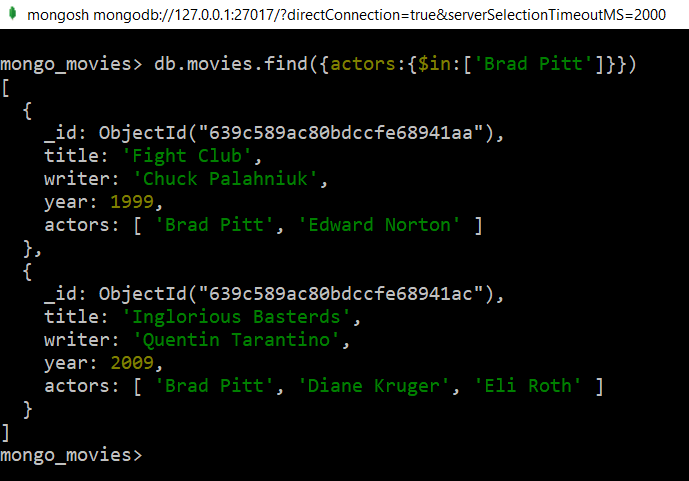 mongosh mongodb://127.0.0.1:27017/?directConnection=true&serverSelectionTimeoutMS=2000
mongo_movies> db.movies.find({actors:{$in:['Brad Pitt']}})
[
  {
    _id: ObjectId("639c589ac80bdccfe68941aa"),
    title: 'Fight Club',
    writer: 'Chuck Palahniuk',
    year: 1999,
    actors: [ 'Brad Pitt', 'Edward Norton' ]
  },
  {
    _id: ObjectId("639c589ac80bdccfe68941ac"),
    title: 'Inglorious Basterds',
    writer: 'Quentin Tarantino',
    year: 2009,
    actors: [ 'Brad Pitt', 'Diane Kruger', 'Eli Roth' ]
  }
]
mongo_movies>